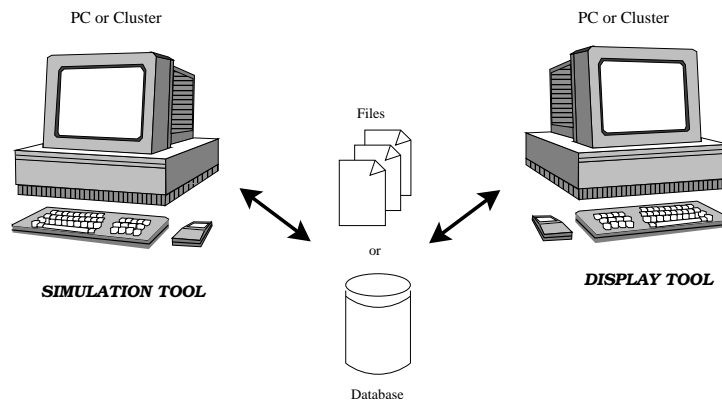 PC or Cluster
PC or Cluster
Files
or
SIMULATION TOOL
DISPLAY TOOL
Database